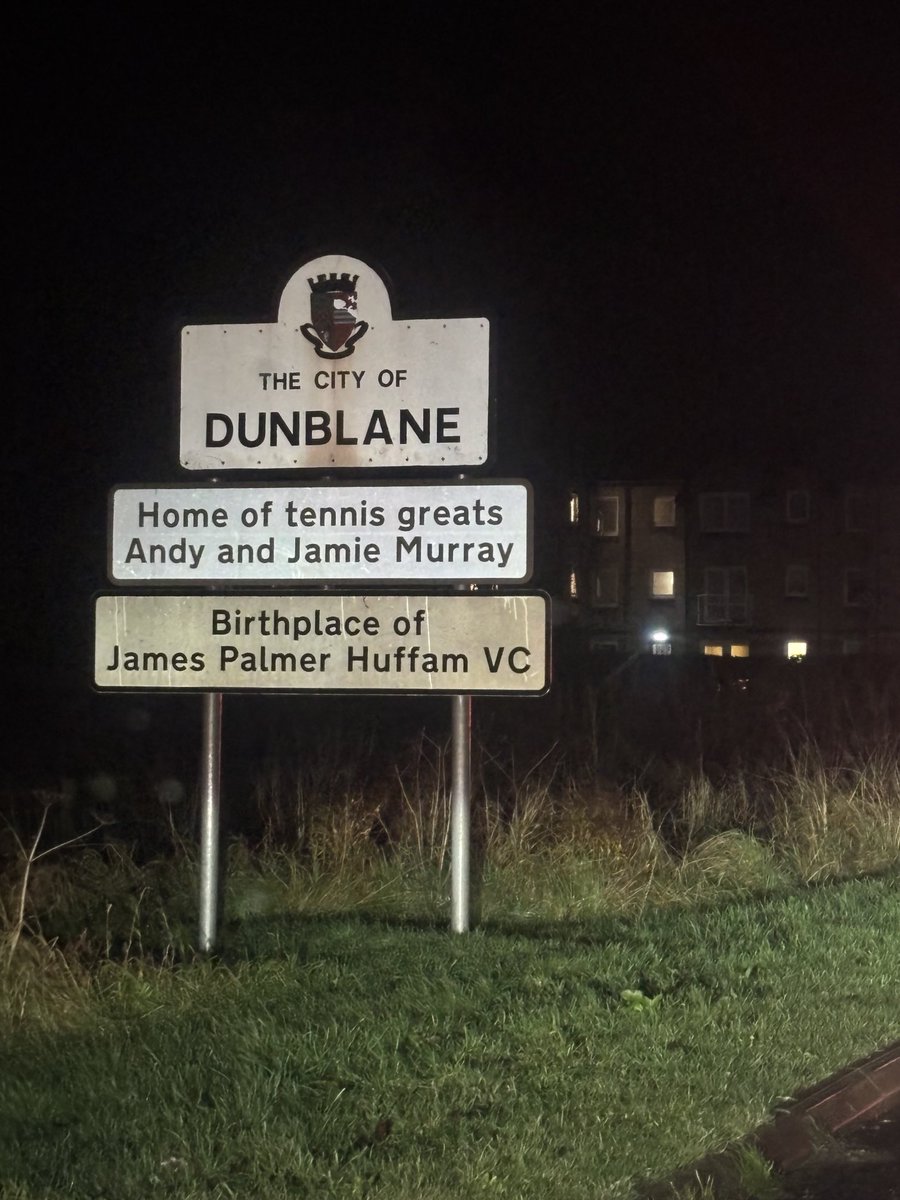 THE CITY OF
DUNBLANE
Home of tennis greats
Andy and Jamie Murray
Birthplace of
James Palmer Huffam VC